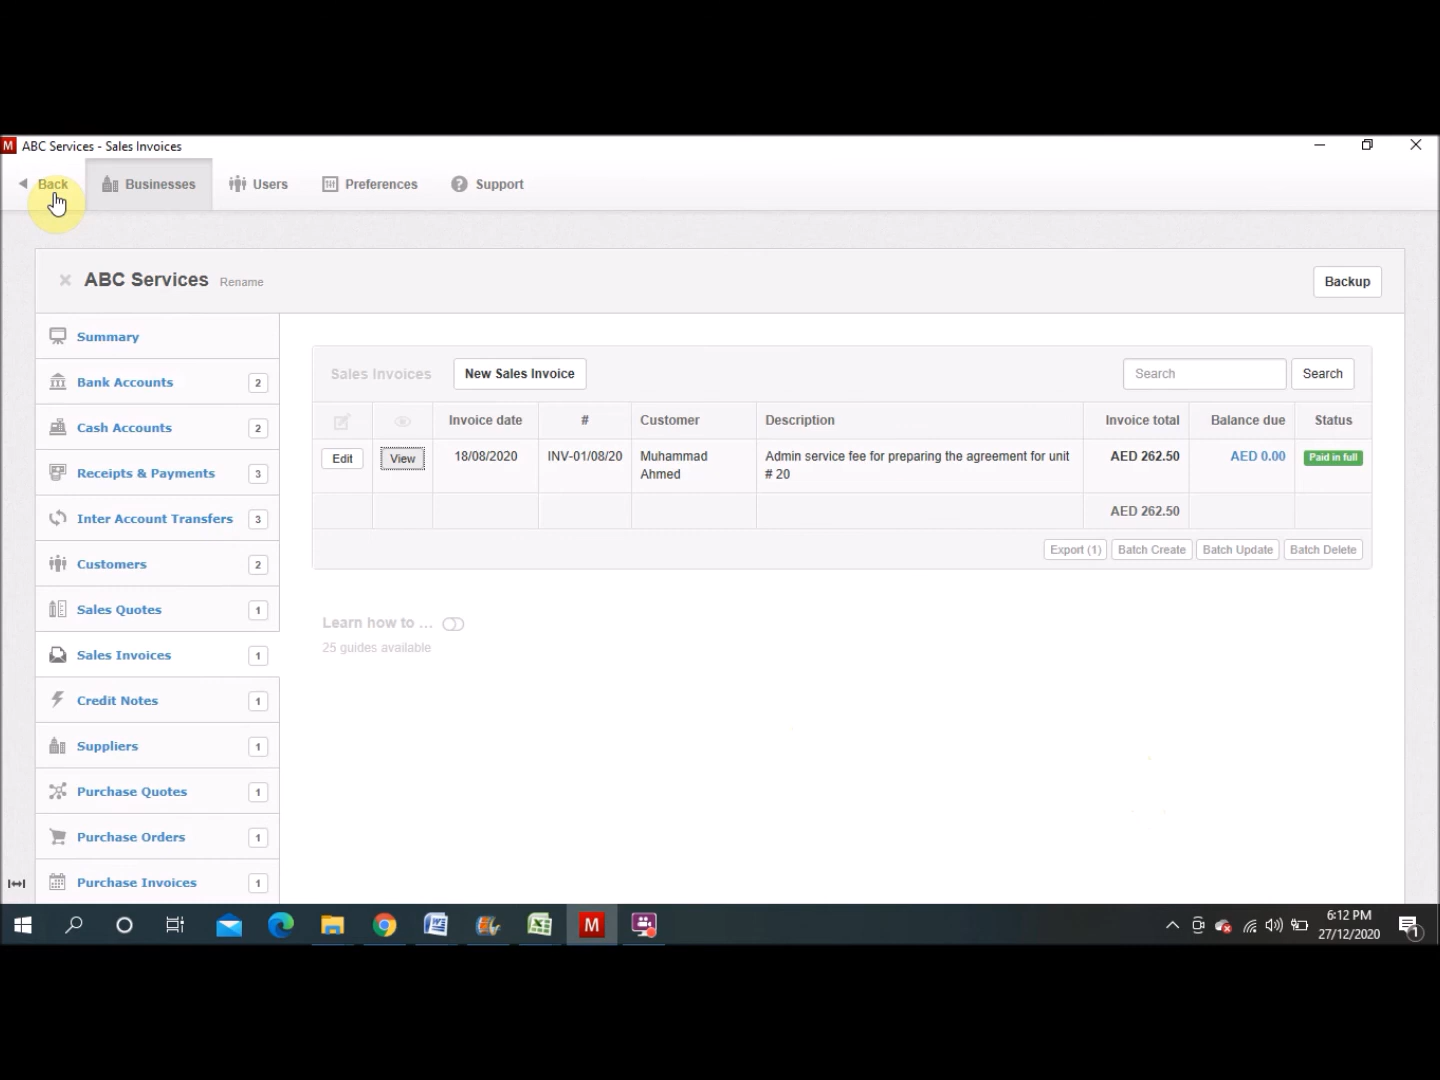 M ABC Services - Sales Invoices
Back Businesses Users Preferences Support
ABC Services Rename Backup
Summary
Bank Accounts 2
Cash Accounts 2
Receipts & Payments 3
Inter Account Transfers 3
Customers 2
Sales Quotes 1
Sales Invoices 1
Credit Notes 1
Suppliers 1
Purchase Quotes 1
Purchase Orders 1
Purchase Invoices 1
Sales Invoices New Sales Invoice Search Search
Invoice date # Customer Description Invoice total Balance due Status
Edit View 18/08/2020 INV-01/08/20 Muhammad Admin service fee for preparing the agreement for unit AED 262.50 AED 0.00 Paid in full
Ahmed # 20
AED 262.50
Export (1) Batch Create Batch Update Batch Delete
Learn how to ...
25 guides available
M 6:12 PM
27/12/2020 1